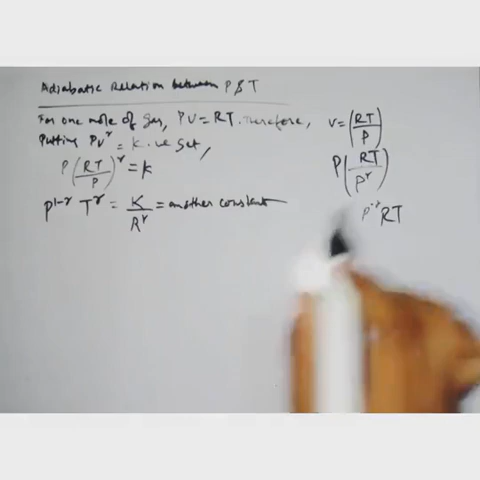 Adiabatic Relation between P & T
For one mole of gas, PV = RT. Therefore, V = (RT/P)
Putting PV^γ = K. we get,
P (RT/P)^γ = k
P^1-γ T^γ = K/R^γ = another constant
P (RT/P^γ)
P^-γ RT